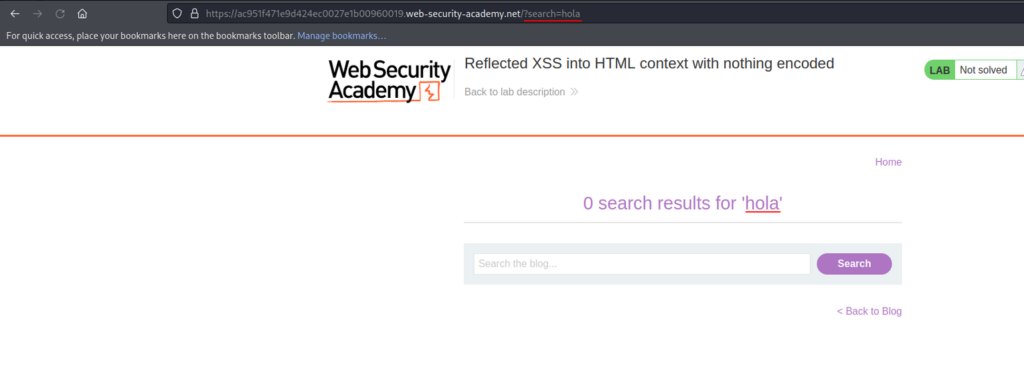 https://ac951f471e9d424ec0027e1b00960019.web-security-academy.net/?search=hola
For quick access, place your bookmarks here on the bookmarks toolbar. Manage bookmarks...
Web Security
Academy
Reflected XSS into HTML context with nothing encoded
Back to lab description
LAB Not solved
Home
0 search results for 'hola'
Search the blog...
Search
< Back to Blog